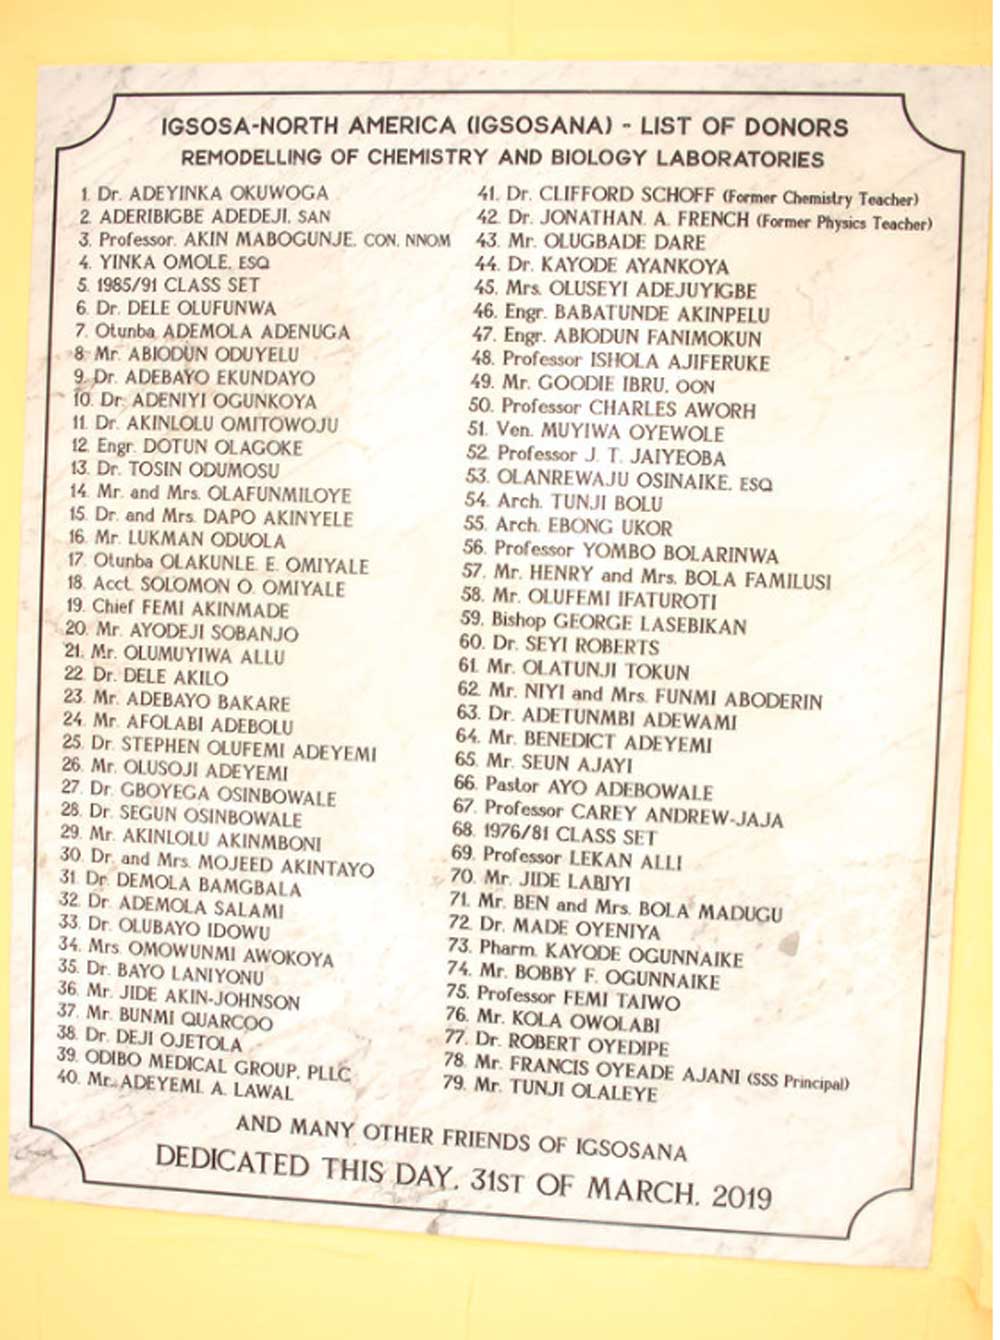 IGSOSA-NORTH AMERICA (IGSOSANA) - LIST OF DONORS
REMODELLING OF CHEMISTRY AND BIOLOGY LABORATORIES
1. Dr. ADEYINKA OKUWOGA
2. ADERIBIGBE ADEDEJI, SAN
3. Professor. AKIN MABOGUNJE, CON, NNOM
4. YINKA OMOLE, ESQ
5. 1985/91 CLASS SET
6. Dr. DELE OLUFUNWA
7. Otunba ADEMOLA ADENUGA
8. Mr. ABIODUN ODUYELU
9. Dr. ADEBAYO EKUNDAYO
10. Dr. ADENIYI OGUNKOYA
11. Dr. AKINLOLU OMITOWOJU
12. Engr. DOTUN OLAGOKE
13. Dr. TOSIN ODUMOSU
14. Mr. and Mrs. OLAFUNMILOYE
15. Dr. and Mrs. DAPO AKINYELE
16. Mr. LUKMAN ODUOLA
17. Otunba OLAKUNLE. E. OMIYALE
18. Acct. SOLOMON O. OMIYALE
19. Chief FEMI AKINMADE
20. Mr. AYODEJI SOBANJO
21. Mr. OLUMUYIWA ALLU
22. Dr. DELE AKILO
23. Mr. ADEBAYO BAKARE
24. Mr. AFOLABI ADEBOLU
25. Dr. STEPHEN OLUFEMI ADEYEMI
26. Mr. OLUSOJI ADEYEMI
27. Dr. GBOYEGA OSINBOWALE
28. Dr. SEGUN OSINBOWALE
29. Mr. AKINLOLU AKINMBONI
30. Dr. and Mrs. MOJEED AKINTAYO
31. Dr. DEMOLA BAMGBALA
32. Dr. ADEMOLA SALAMI
33. Dr. OLUBAYO IDOWU
34. Mrs. OMOWUNMI AWOKOYA
35. Dr. BAYO LANIYONU
36. Mr. JIDE AKIN-JOHNSON
37. Mr. BUNMI QUARCOO
38. Dr. DEJI OJETOLA
39. ODIBO MEDICAL GROUP, PLLC
40. Mr. ADEYEMI. A. LAWAL
41. Dr. CLIFFORD SCHOFF (Former Chemistry Teacher)
42. Dr. JONATHAN. A. FRENCH (Former Physics Teacher)
43. Mr. OLUGBADE DARE
44. Dr. KAYODE AYANKOYA
45. Mrs. OLUSEYI ADEJUYIGBE
46. Engr. BABATUNDE AKINPELU
47. Engr. ABIODUN FANIMOKUN
48. Professor ISHOLA AJIFERUKE
49. Mr. GOODIE IBRU, OON
50. Professor CHARLES AWORH
51. Ven. MUYIWA OYEWOLE
52. Professor J. T. JAIYEOBA
53. OLANREWAJU OSINAIKE, ESQ
54. Arch. TUNJI BOLU
55. Arch. EBONG UKOR
56. Professor YOMBO BOLARINWA
57. Mr. HENRY and Mrs. BOLA FAMILUSI
58. Mr. OLUFEMI IFATUROTI
59. Bishop GEORGE LASEBIKAN
60. Dr. SEYI ROBERTS
61. Mr. OLATUNJI TOKUN
62. Mr. NIYI and Mrs. FUNMI ABODERIN
63. Dr. ADETUNMBI ADEWAMI
64. Mr. BENEDICT ADEYEMI
65. Mr. SEUN AJAYI
66. Pastor AYO ADEBOWALE
67. Professor CAREY ANDREW-JAJA
68. 1976/81 CLASS SET
69. Professor LEKAN ALLI
70. Mr. JIDE LABIYI
71. Mr. BEN and Mrs. BOLA MADUGU
72. Dr. MADE OYENIYA
73. Pharm. KAYODE OGUNNAIKE
74. Mr. BOBBY F. OGUNNAIKE
75. Professor FEMI TAIWO
76. Mr. KOLA OWOLABI
77. Dr. ROBERT OYEDIPE
78. Mr. FRANCIS OYEADE AJANI (SSS Principal)
79. Mr. TUNJI OLALEYE
AND MANY OTHER FRIENDS OF IGSOSANA
DEDICATED THIS DAY, 31ST OF MARCH, 2019